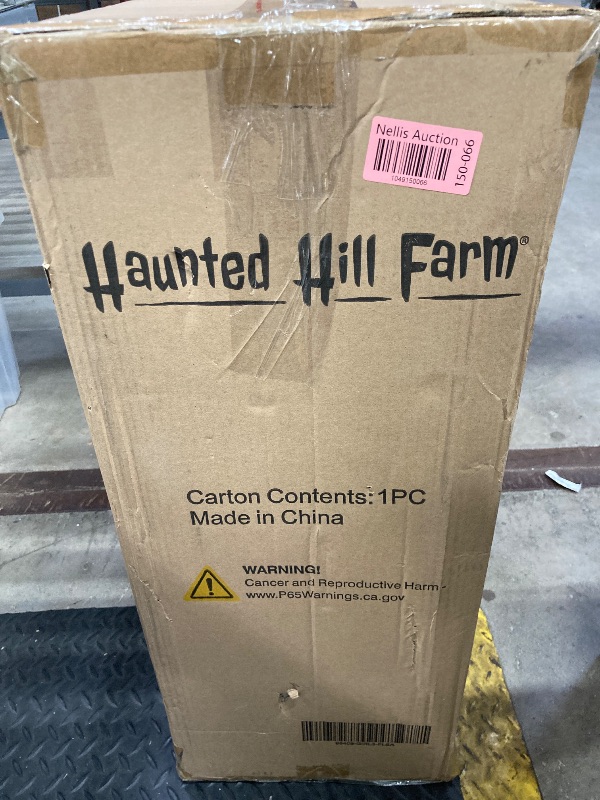 Nellis Auction
1049150066
150-066
Haunted Hill Farm®
Carton Contents: 1PC
Made in China
WARNING!
Cancer and Reproductive Harm -
www.P65Warnings.ca.gov